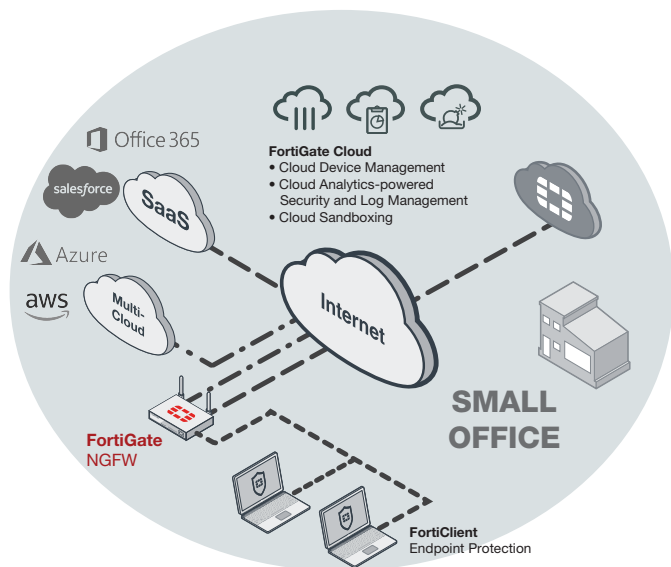 Office 365
salesforce
SaaS
Azure
aws
Multi-
Cloud
FortiGate Cloud
• Cloud Device Management
• Cloud Analytics-powered
Security and Log Management
• Cloud Sandboxing
Internet
FortiGate
NGFW
SMALL
OFFICE
FortiClient
Endpoint Protection